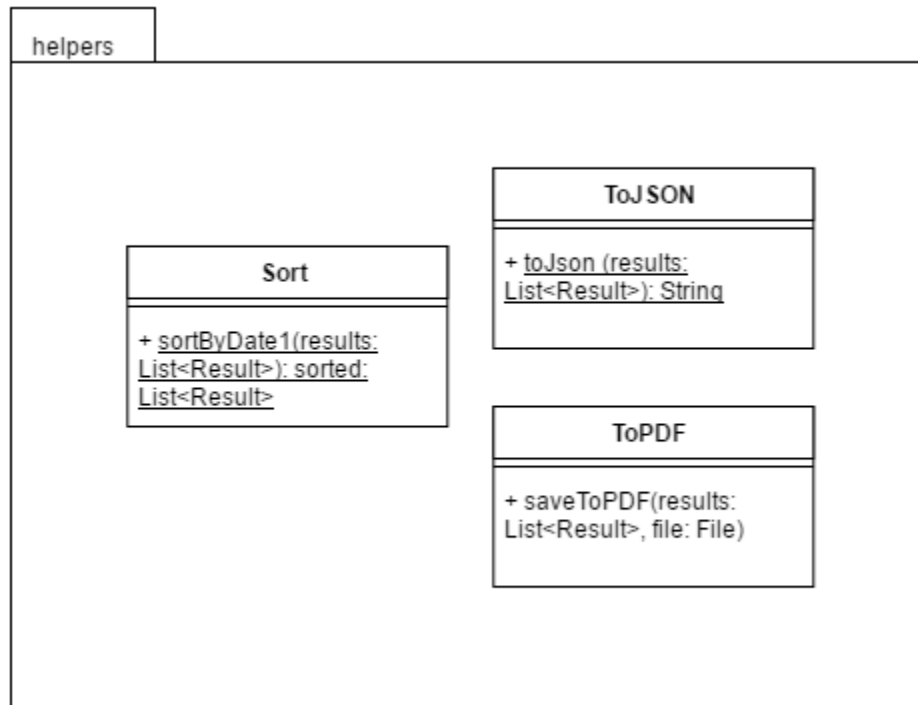 helpers
Sort
+ sortByDate1(results:
List<Result>): sorted:
List<Result>
ToJSON
+ toJson (results:
List<Result>): String
ToPDF
+ saveToPDF(results:
List<Result>, file: File)